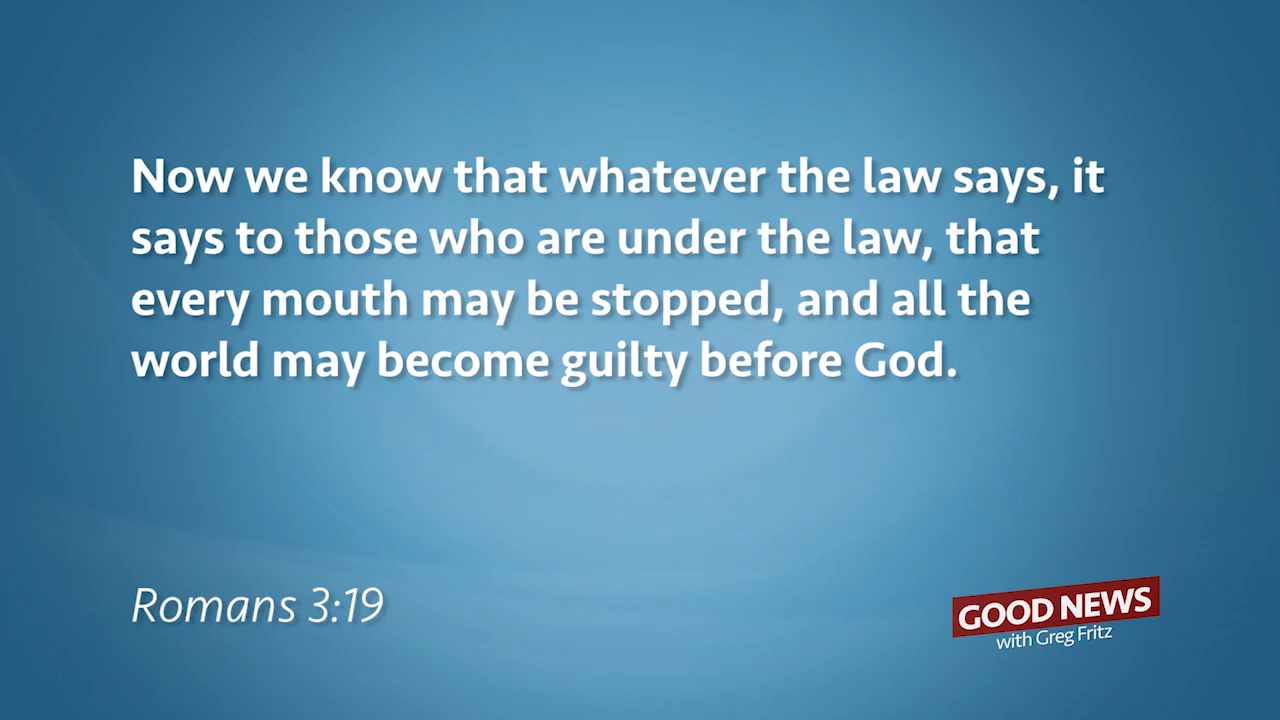 Now we know that whatever the law says, it
says to those who are under the law, that
every mouth may be stopped, and all the
world may become guilty before God.
Romans 3:19
GOOD NEWS
with Greg Fritz